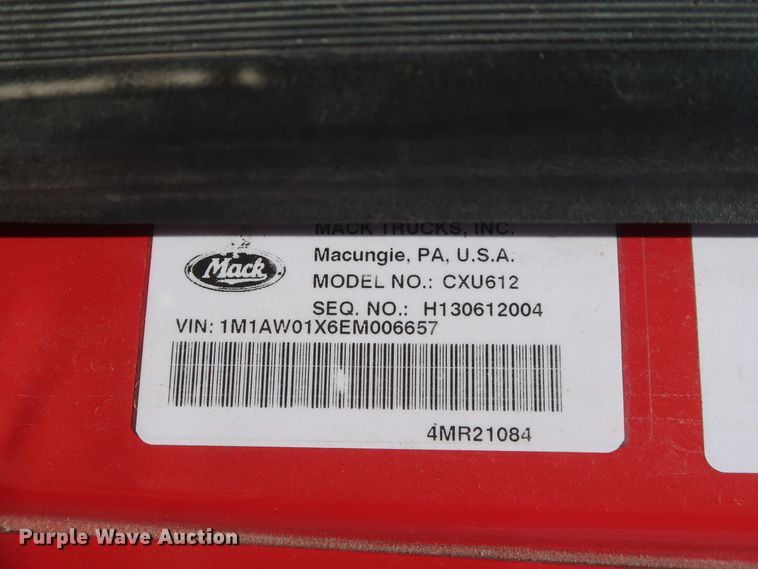 MACK TRUCKS, INC.
Mack
Macungie, PA, U.S.A.
MODEL NO.: CXU612
SEQ. NO.: H130612004
VIN: 1M1AW01X6EM006657
4MR21084
Purple Wave Auction